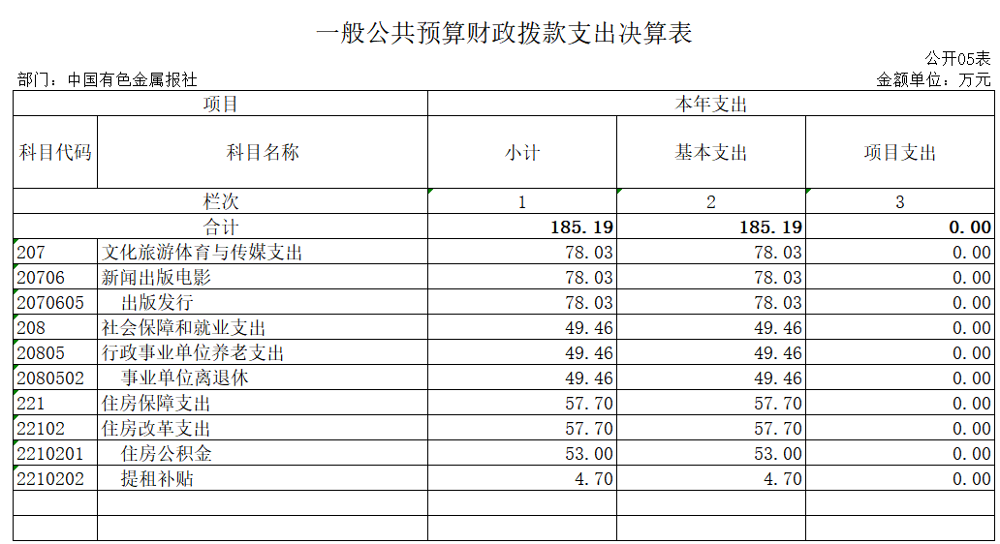 一般公共预算财政拨款支出决算表
公开05表
部门：中国有色金属报社 金额单位：万元
项目 本年支出
科目代码 科目名称 小计 基本支出 项目支出
栏次 1 2 3
合计 185.19 185.19 0.00
207 文化旅游体育与传媒支出 78.03 78.03 0.00
20706 新闻出版电影 78.03 78.03 0.00
2070605 出版发行 78.03 78.03 0.00
208 社会保障和就业支出 49.46 49.46 0.00
20805 行政事业单位养老支出 49.46 49.46 0.00
2080502 事业单位离退休 49.46 49.46 0.00
221 住房保障支出 57.70 57.70 0.00
22102 住房改革支出 57.70 57.70 0.00
2210201 住房公积金 53.00 53.00 0.00
2210202 提租补贴 4.70 4.70 0.00